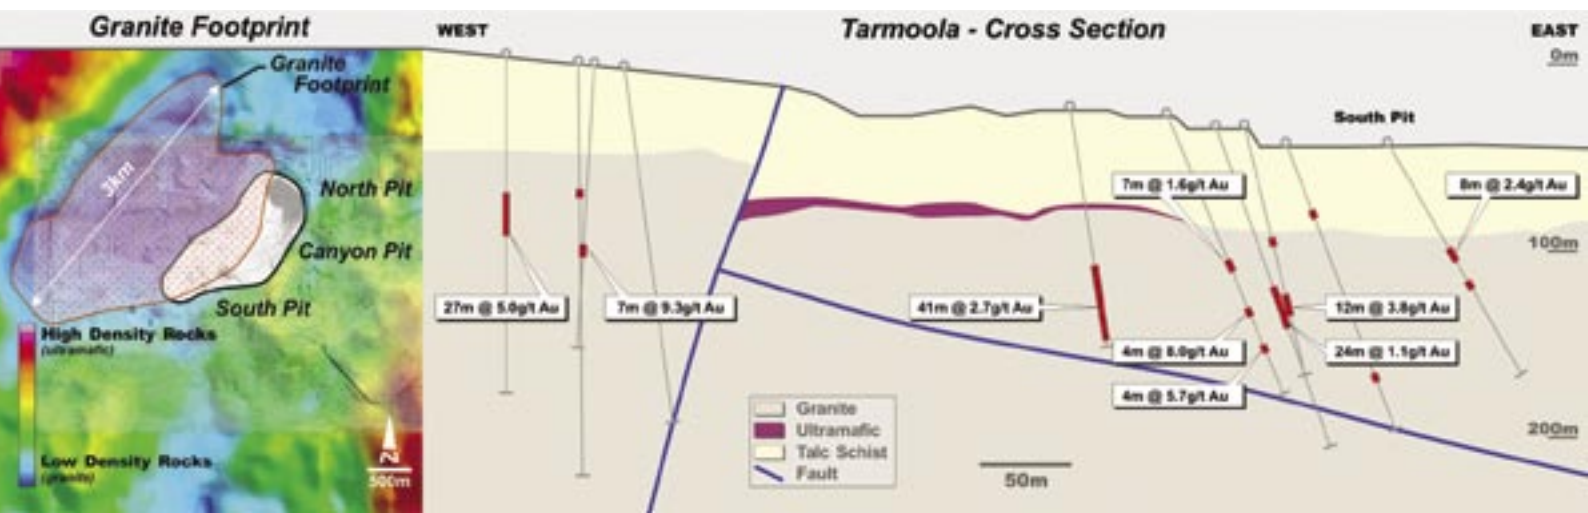 Granite Footprint
Granite
Footprint
3km
North Pit
Canyon Pit
South Pit
High Density Rocks
(ultramafic)
Low Density Rocks
(granite)
N
500m
WEST
Tarmoola - Cross Section
EAST
0m
South Pit
7m @ 1.6g/t Au
8m @ 2.4g/t Au
100m
27m @ 5.0g/t Au
7m @ 9.3g/t Au
41m @ 2.7g/t Au
12m @ 3.8g/t Au
4m @ 8.0g/t Au
24m @ 1.1g/t Au
4m @ 5.7g/t Au
Granite
Ultramafic
Talc Schist
Fault
200m
50m